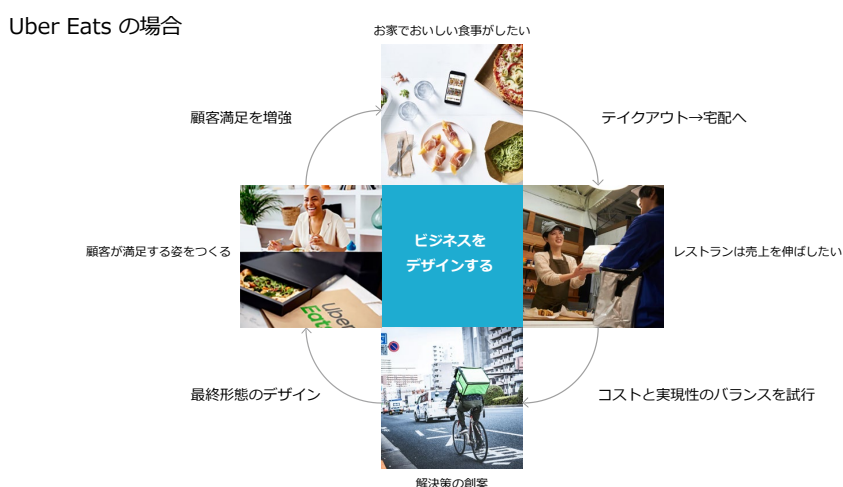 Uber Eats の場合
お家でおいしい食事がしたい
顧客満足を増強
テイクアウト→宅配へ
ビジネスを
デザインする
顧客が満足する姿をつくる
レストランは売上を伸ばしたい
Uber
Eats
最終形態のデザイン
コストと実現性のバランスを試行
解決策の創案